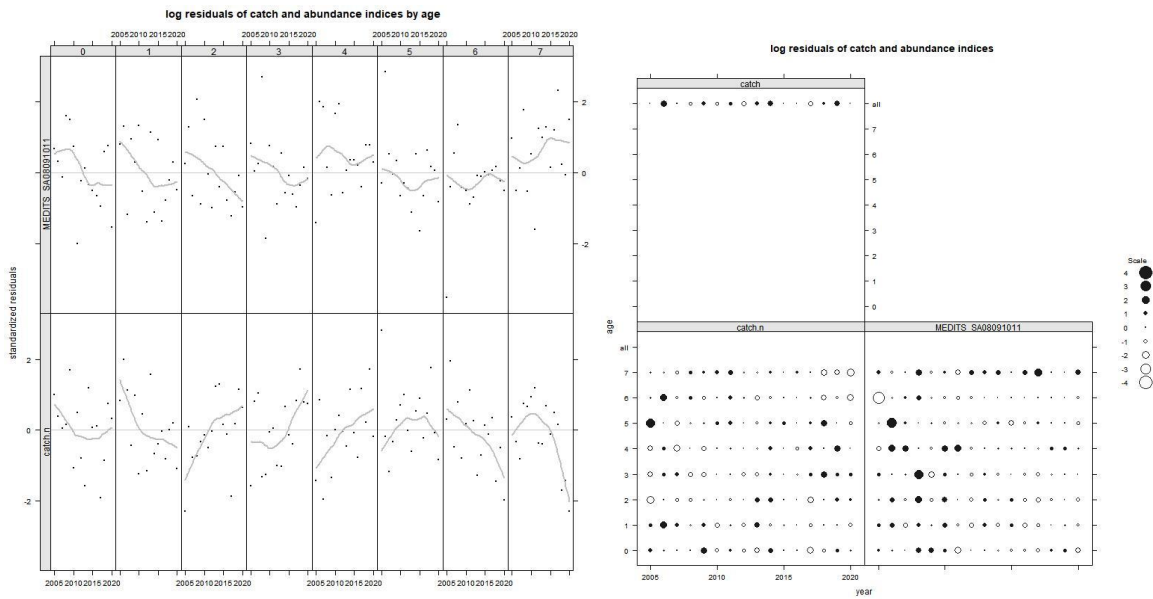 log residuals of catch and abundance indices by age
2005 2010 2015 2020 2005 2010 2015 2020 2005 2010 2015 2020 2005 2010 2015 2020
0 1 2 3 4 5 6 7
MEDITS_SA08091011
2
0
-2
standardized residuals
catch.n
2
0
-2
2005 2010 2015 2020 2005 2010 2015 2020 2005 2010 2015 2020 2005 2010 2015 2020
log residuals of catch and abundance indices
catch
all
7
6
5
4
3
2
1
0
age
catch.n MEDITS_SA08091011
all
7
6
5
4
3
2
1
0
2005 2010 2015 2020
year
Scale
4
3
2
1
0
-1
-2
-3
-4